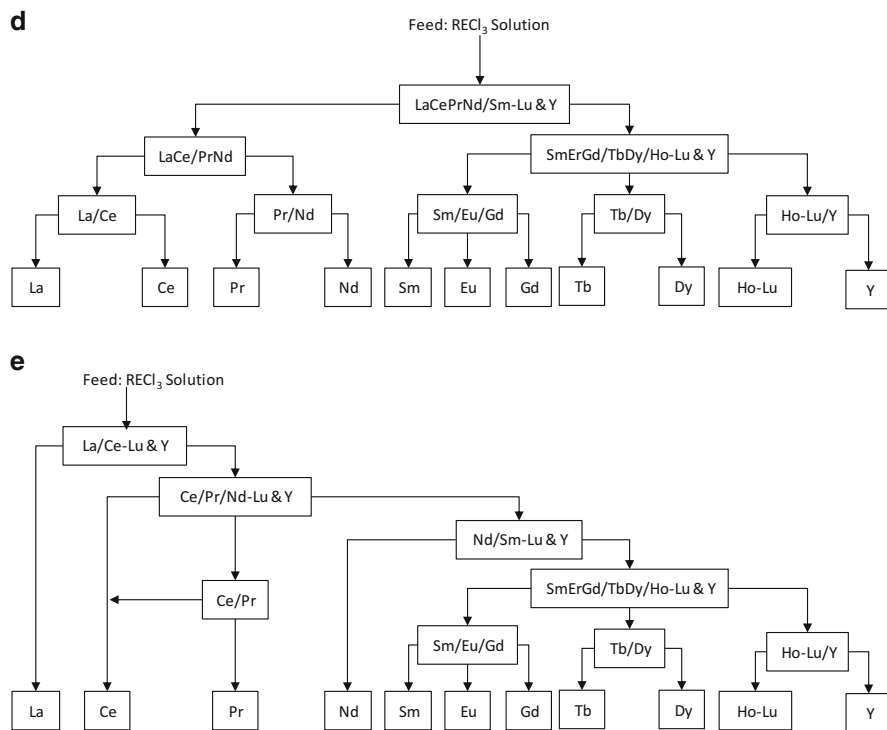 d
Feed: RECl₃ Solution
LaCePrNd/Sm-Lu & Y
LaCe/PrNd
SmErGd/TbDy/Ho-Lu & Y
La/Ce
Pr/Nd
Sm/Eu/Gd
Tb/Dy
Ho-Lu/Y
La
Ce
Pr
Nd
Sm
Eu
Gd
Tb
Dy
Ho-Lu
Y
e
Feed: RECl₃ Solution
La/Ce-Lu & Y
Ce/Pr/Nd-Lu & Y
Nd/Sm-Lu & Y
SmErGd/TbDy/Ho-Lu & Y
Ce/Pr
Sm/Eu/Gd
Tb/Dy
Ho-Lu/Y
La
Ce
Pr
Nd
Sm
Eu
Gd
Tb
Dy
Ho-Lu
Y